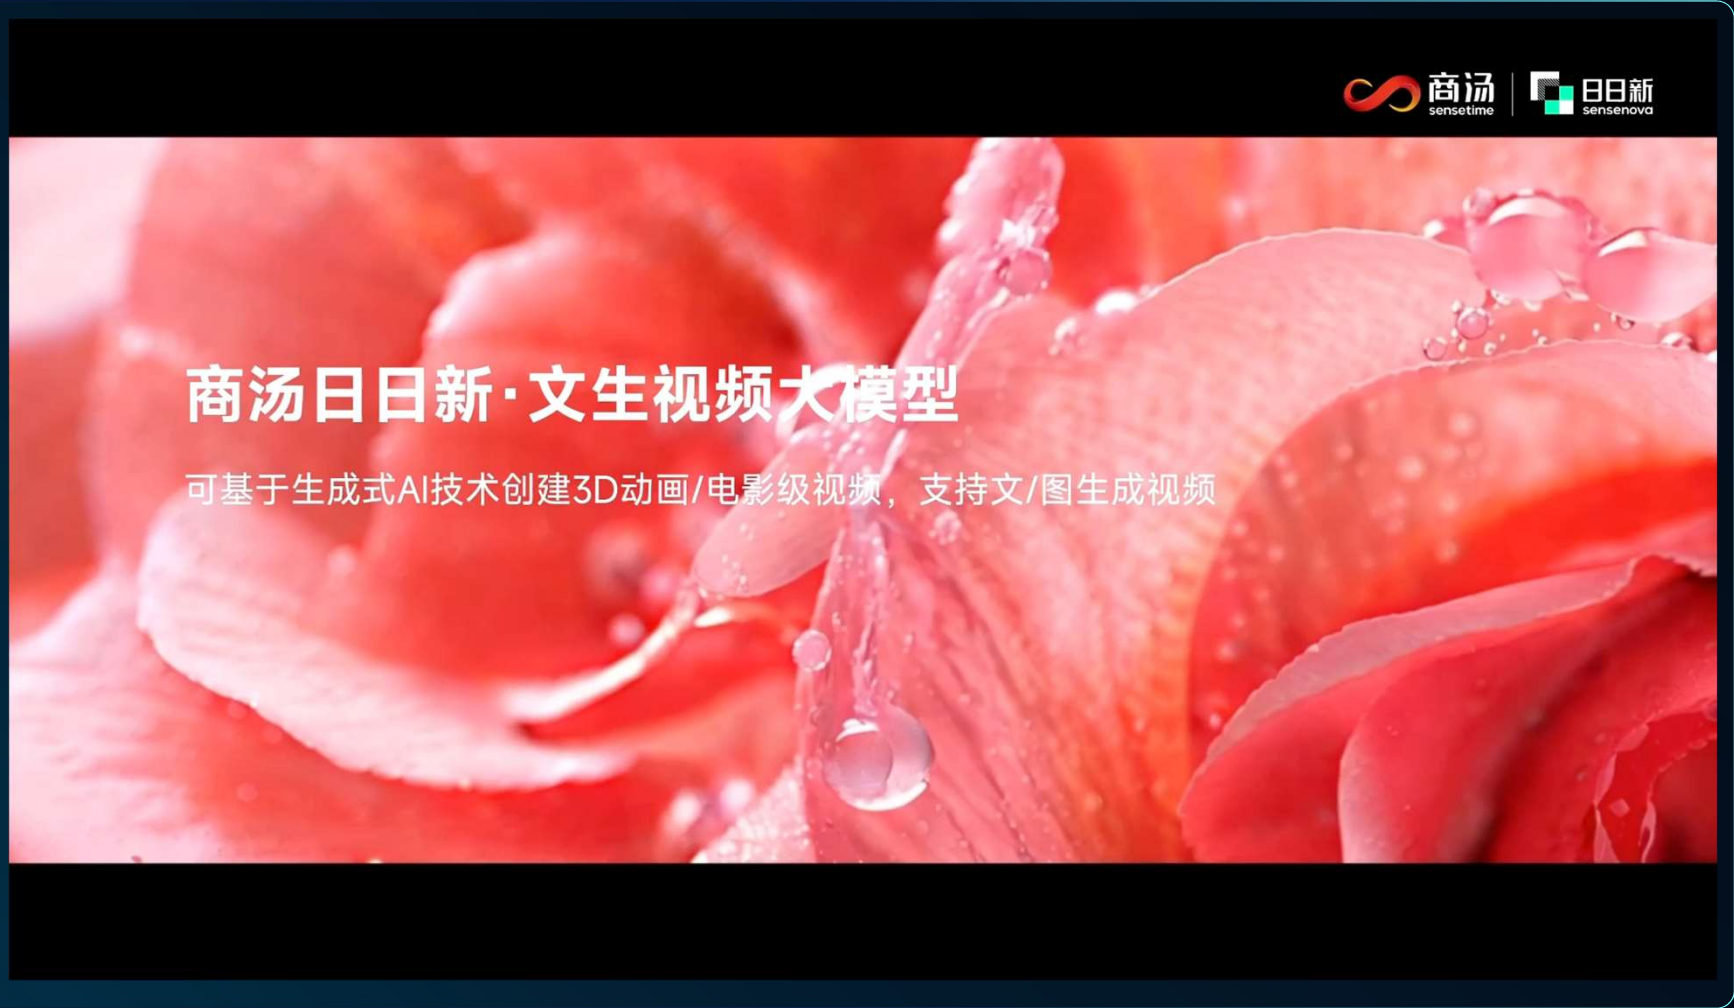 商汤
sensetime
日日新
sensenova
商汤日日新·文生视频大模型
可基于生成式AI技术创建3D动画/电影级视频，支持文/图生成视频